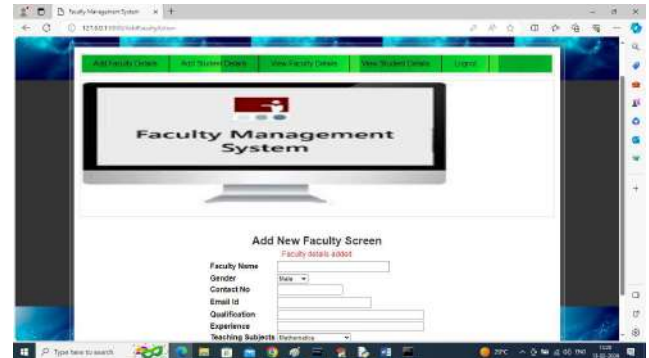 Faculty Management System
Add Faculty Details
Add Student Details
View Faculty Details
View Student Details
Logout
Faculty Management
System
Add New Faculty Screen
Faculty details added
Faculty Name
Gender
Male
Contact No
Email Id
Qualification
Experience
Teaching Subjects
Mathematics
Type here to search